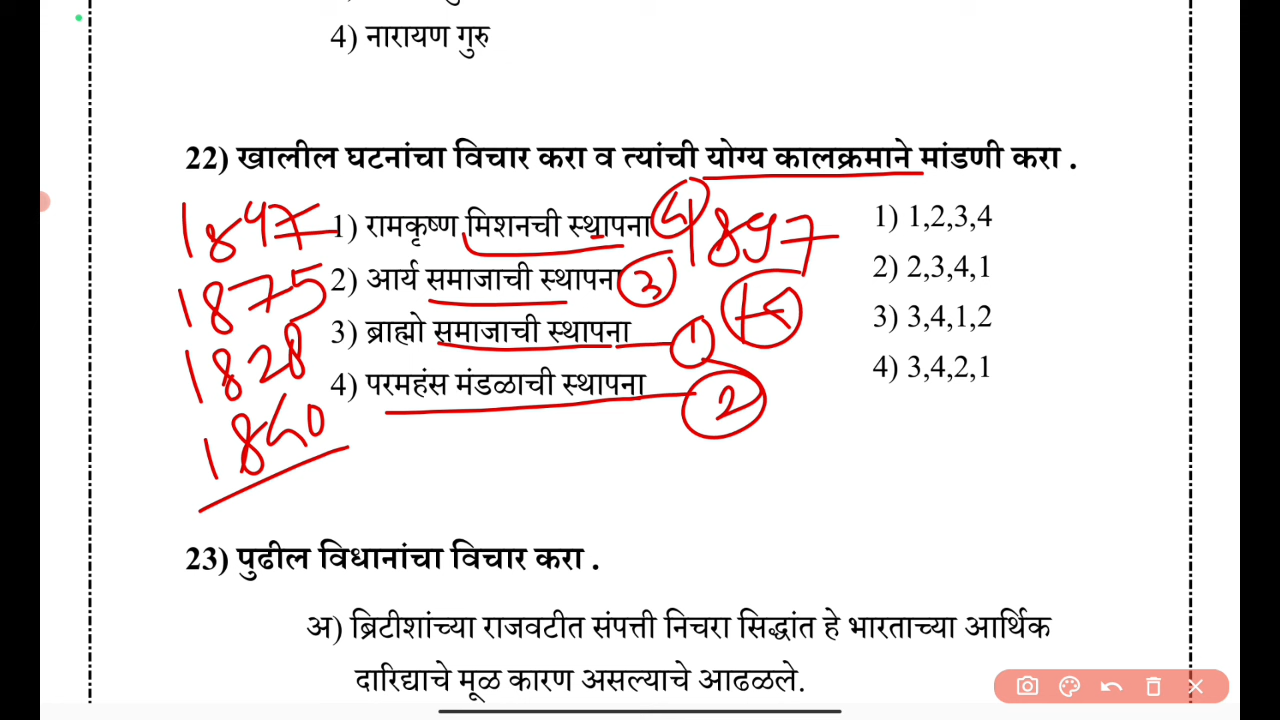 4) नारायण गुरु
22) खालील घटनांचा विचार करा व त्यांची योग्य कालक्रमाने मांडणी करा .
1897 1) रामकृष्ण मिशनची स्थापना 4 1897 1) 1,2,3,4
1875 2) आर्य समाजाची स्थापना 3 2) 2,3,4,1
1828 3) ब्राह्मो समाजाची स्थापना 1 3) 3,4,1,2
1840 4) परमहंस मंडळाची स्थापना 2 4) 3,4,2,1
23) पुढील विधानांचा विचार करा .
अ) ब्रिटीशांच्या राजवटीत संपत्ती निचरा सिद्धांत हे भारताच्या आर्थिक
दारिद्याचे मूळ कारण असल्याचे आढळले.